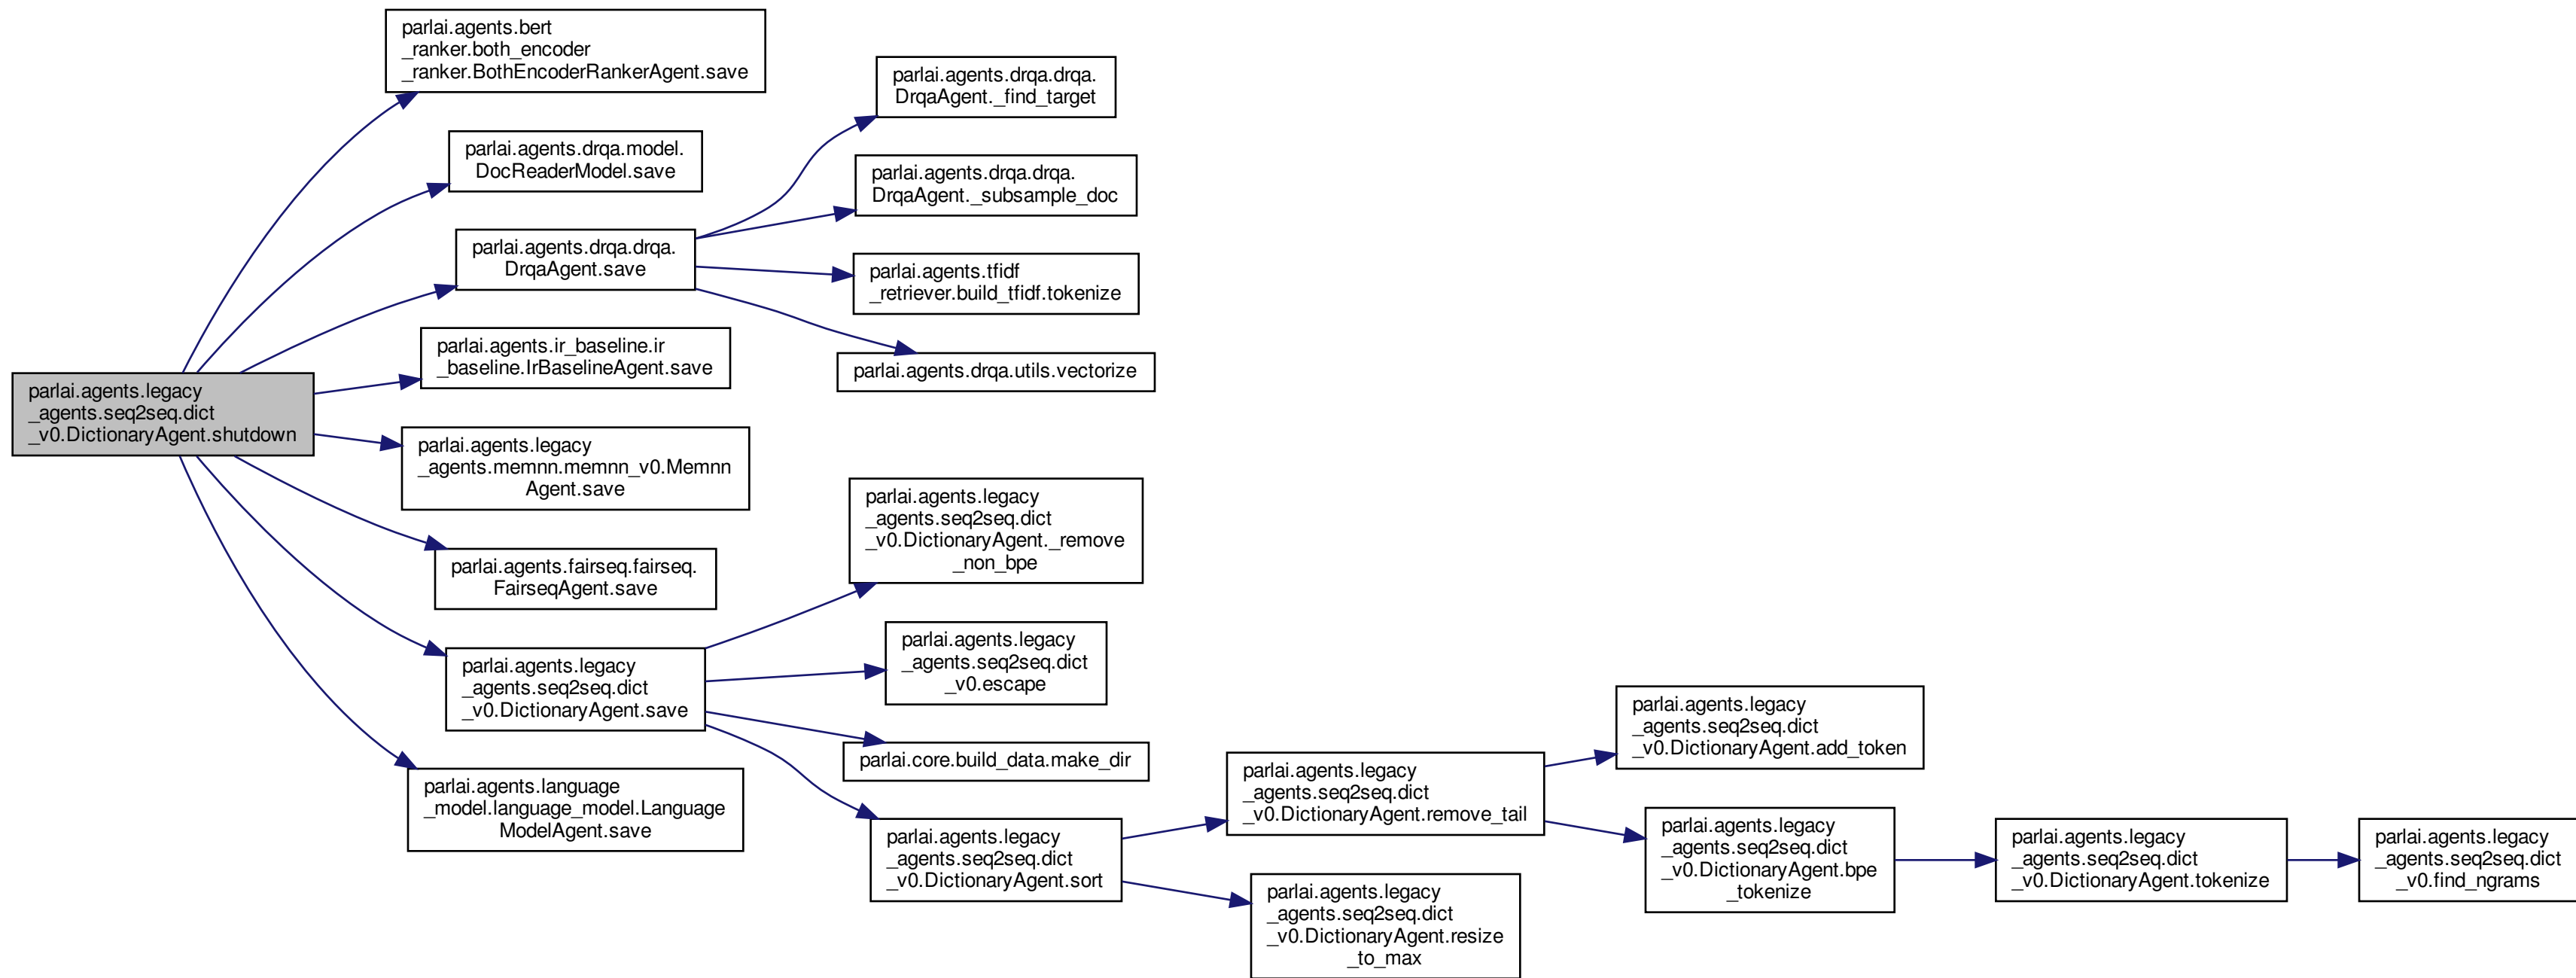 parlai.agents.legacy
_agents.seq2seq.dict
_v0.DictionaryAgent.shutdown
parlai.agents.bert
_ranker.both_encoder
_ranker.BothEncoderRankerAgent.save
parlai.agents.drqa.model.
DocReaderModel.save
parlai.agents.drqa.drqa.
DrqaAgent.save
parlai.agents.drqa.drqa.
DrqaAgent._find_target
parlai.agents.drqa.drqa.
DrqaAgent._subsample_doc
parlai.agents.tfidf
_retriever.build_tfidf.tokenize
parlai.agents.drqa.utils.vectorize
parlai.agents.ir_baseline.ir
_baseline.IrBaselineAgent.save
parlai.agents.legacy
_agents.memnn.memnn_v0.Memnn
Agent.save
parlai.agents.fairseq.fairseq.
FairseqAgent.save
parlai.agents.legacy
_agents.seq2seq.dict
_v0.DictionaryAgent.save
parlai.agents.legacy
_agents.seq2seq.dict
_v0.DictionaryAgent._remove
_non_bpe
parlai.agents.legacy
_agents.seq2seq.dict
_v0.escape
parlai.core.build_data.make_dir
parlai.agents.legacy
_agents.seq2seq.dict
_v0.DictionaryAgent.sort
parlai.agents.legacy
_agents.seq2seq.dict
_v0.DictionaryAgent.remove_tail
parlai.agents.legacy
_agents.seq2seq.dict
_v0.DictionaryAgent.add_token
parlai.agents.legacy
_agents.seq2seq.dict
_v0.DictionaryAgent.bpe
_tokenize
parlai.agents.legacy
_agents.seq2seq.dict
_v0.DictionaryAgent.tokenize
parlai.agents.legacy
_agents.seq2seq.dict
_v0.find_ngrams
parlai.agents.legacy
_agents.seq2seq.dict
_v0.DictionaryAgent.resize
_to_max
parlai.agents.language
_model.language_model.Language
ModelAgent.save